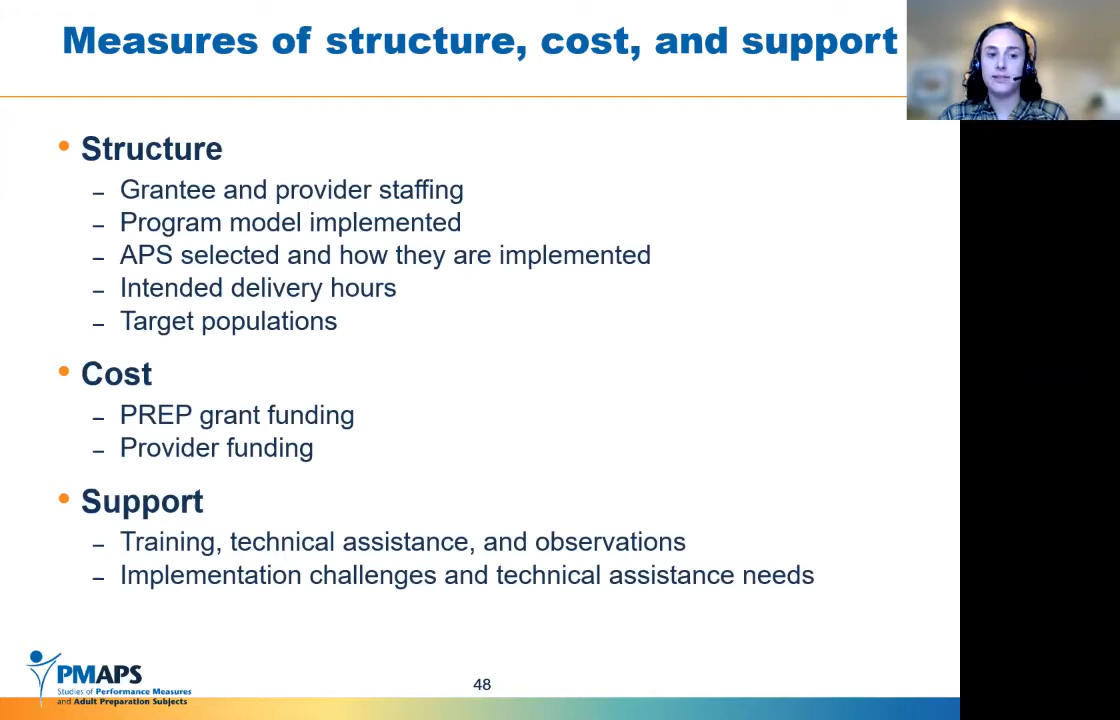 Measures of structure, cost, and support
• Structure
– Grantee and provider staffing
– Program model implemented
– APS selected and how they are implemented
– Intended delivery hours
– Target populations
• Cost
– PREP grant funding
– Provider funding
• Support
– Training, technical assistance, and observations
– Implementation challenges and technical assistance needs
PMAPS
Studies of Performance Measures
and Adult Preparation Subjects
48